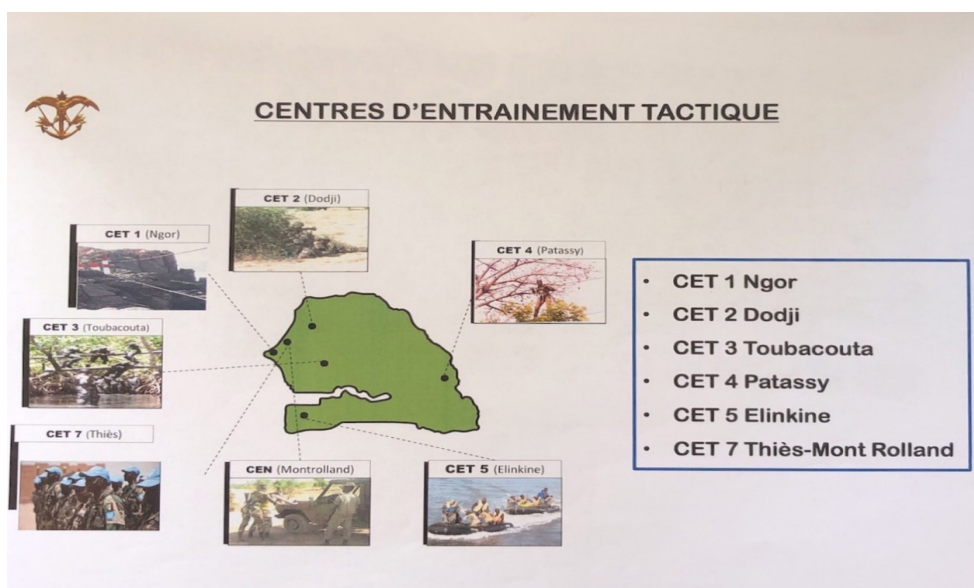 CENTRES D'ENTRAINEMENT TACTIQUE
CET 2 (Dodji)
CET 1 (Ngor)
CET 4 (Patassy)
CET 3 (Toubacouta)
CET 7 (Thiès)
CEN (Montrolland)
CET 5 (Elinkine)
• CET 1 Ngor
• CET 2 Dodji
• CET 3 Toubacouta
• CET 4 Patassy
• CET 5 Elinkine
• CET 7 Thiès-Mont Rolland